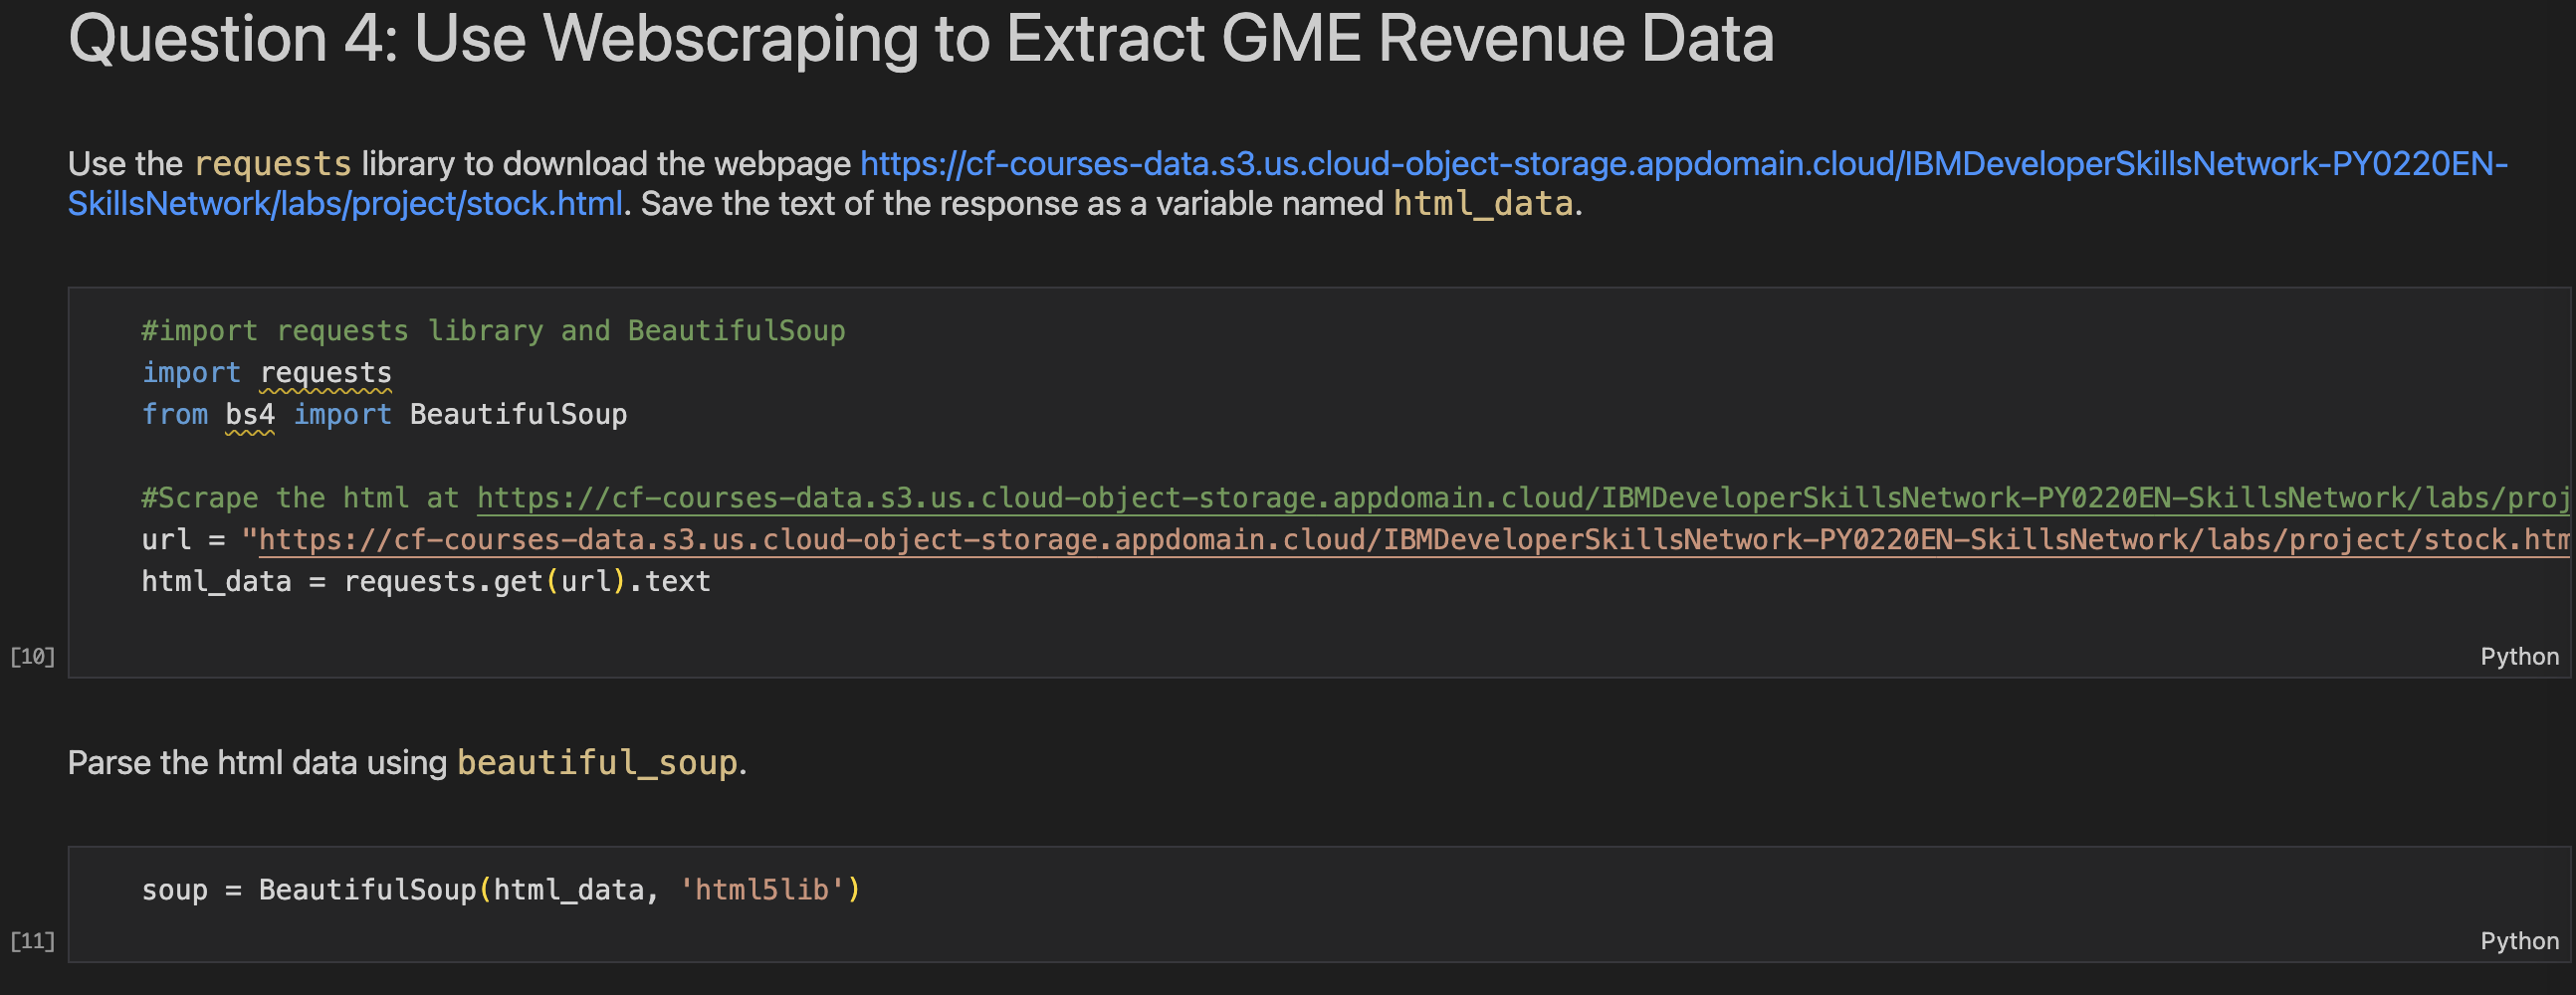 Question 4: Use Webscraping to Extract GME Revenue Data
Use the requests library to download the webpage https://cf-courses-data.s3.us.cloud-object-storage.appdomain.cloud/IBMDeveloperSkillsNetwork-PY0220EN-
SkillsNetwork/labs/project/stock.html. Save the text of the response as a variable named html_data.
#import requests library and BeautifulSoup
import requests
from bs4 import BeautifulSoup
#Scrape the html at https://cf-courses-data.s3.us.cloud-object-storage.appdomain.cloud/IBMDeveloperSkillsNetwork-PY0220EN-SkillsNetwork/labs/proj
url = "https://cf-courses-data.s3.us.cloud-object-storage.appdomain.cloud/IBMDeveloperSkillsNetwork-PY0220EN-SkillsNetwork/labs/project/stock.htm
html_data = requests.get(url).text
[10]
Python
Parse the html data using beautiful_soup.
soup = BeautifulSoup(html_data, 'html5lib')
[11]
Python